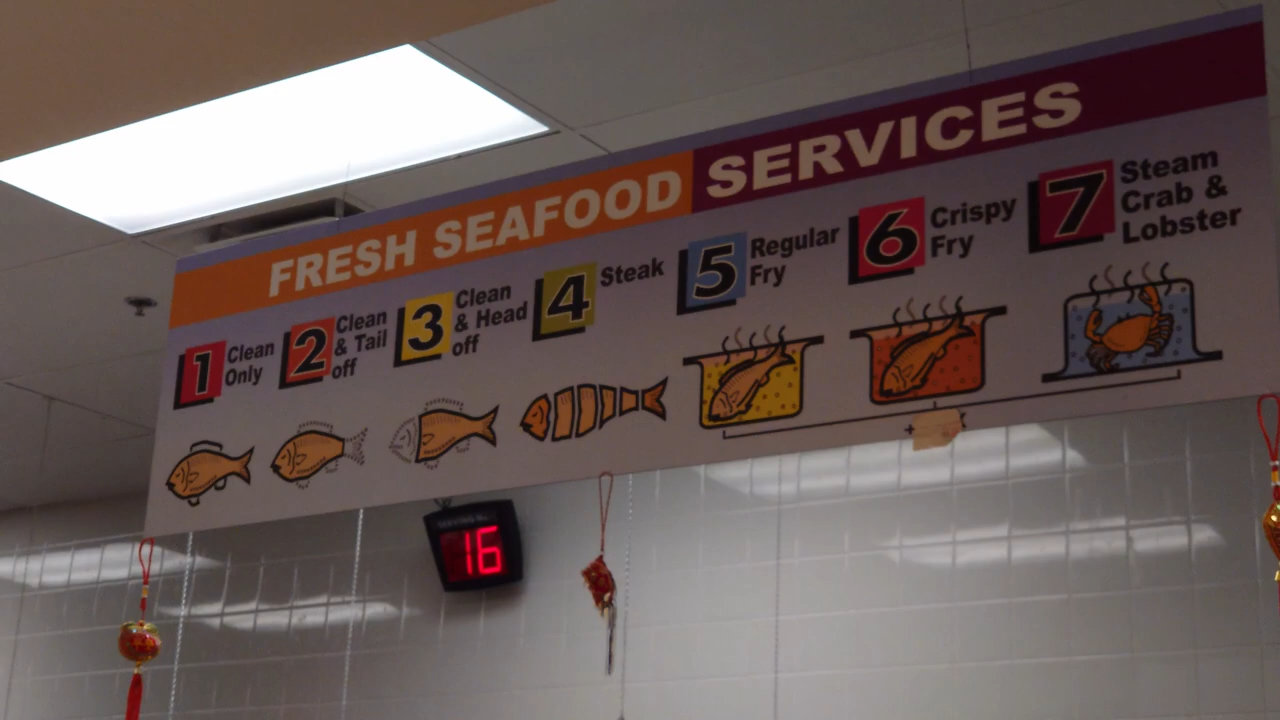 FRESH SEAFOOD SERVICES
1 Clean
Only
2 Clean
& Tail
off
3 Clean
& Head
off
4 Steak
5 Regular
Fry
6 Crispy
Fry
7 Steam
Crab &
Lobster
+
16